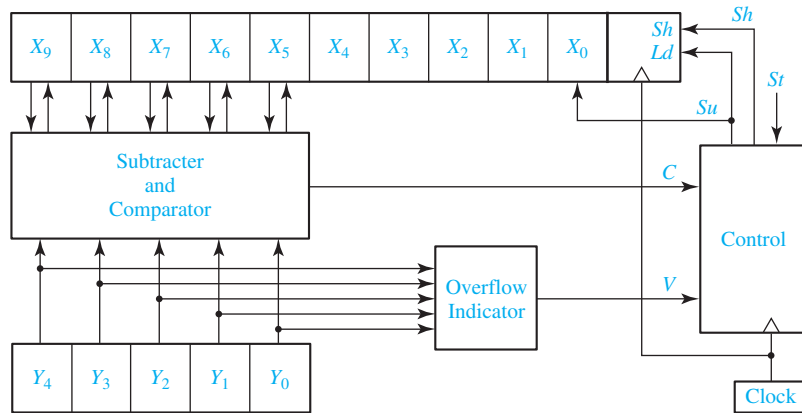 X₉ X₈ X₇ X₆ X₅ X₄ X₃ X₂ X₁ X₀ Sh
Ld
Sh
St
Su
Subtracter
and
Comparator
C
Control
Overflow
Indicator
V
Y₄ Y₃ Y₂ Y₁ Y₀
Clock